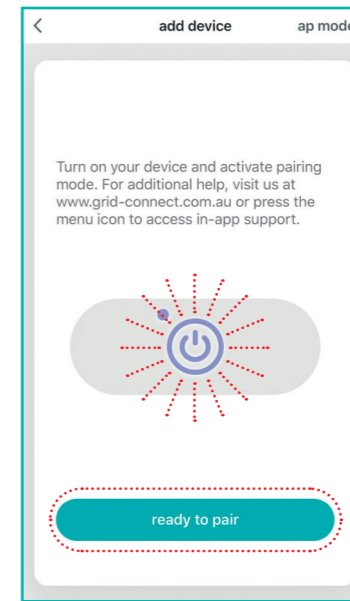 add device
ap mode
Turn on your device and activate pairing
mode. For additional help, visit us at
www.grid-connect.com.au or press the
menu icon to access in-app support.
ready to pair